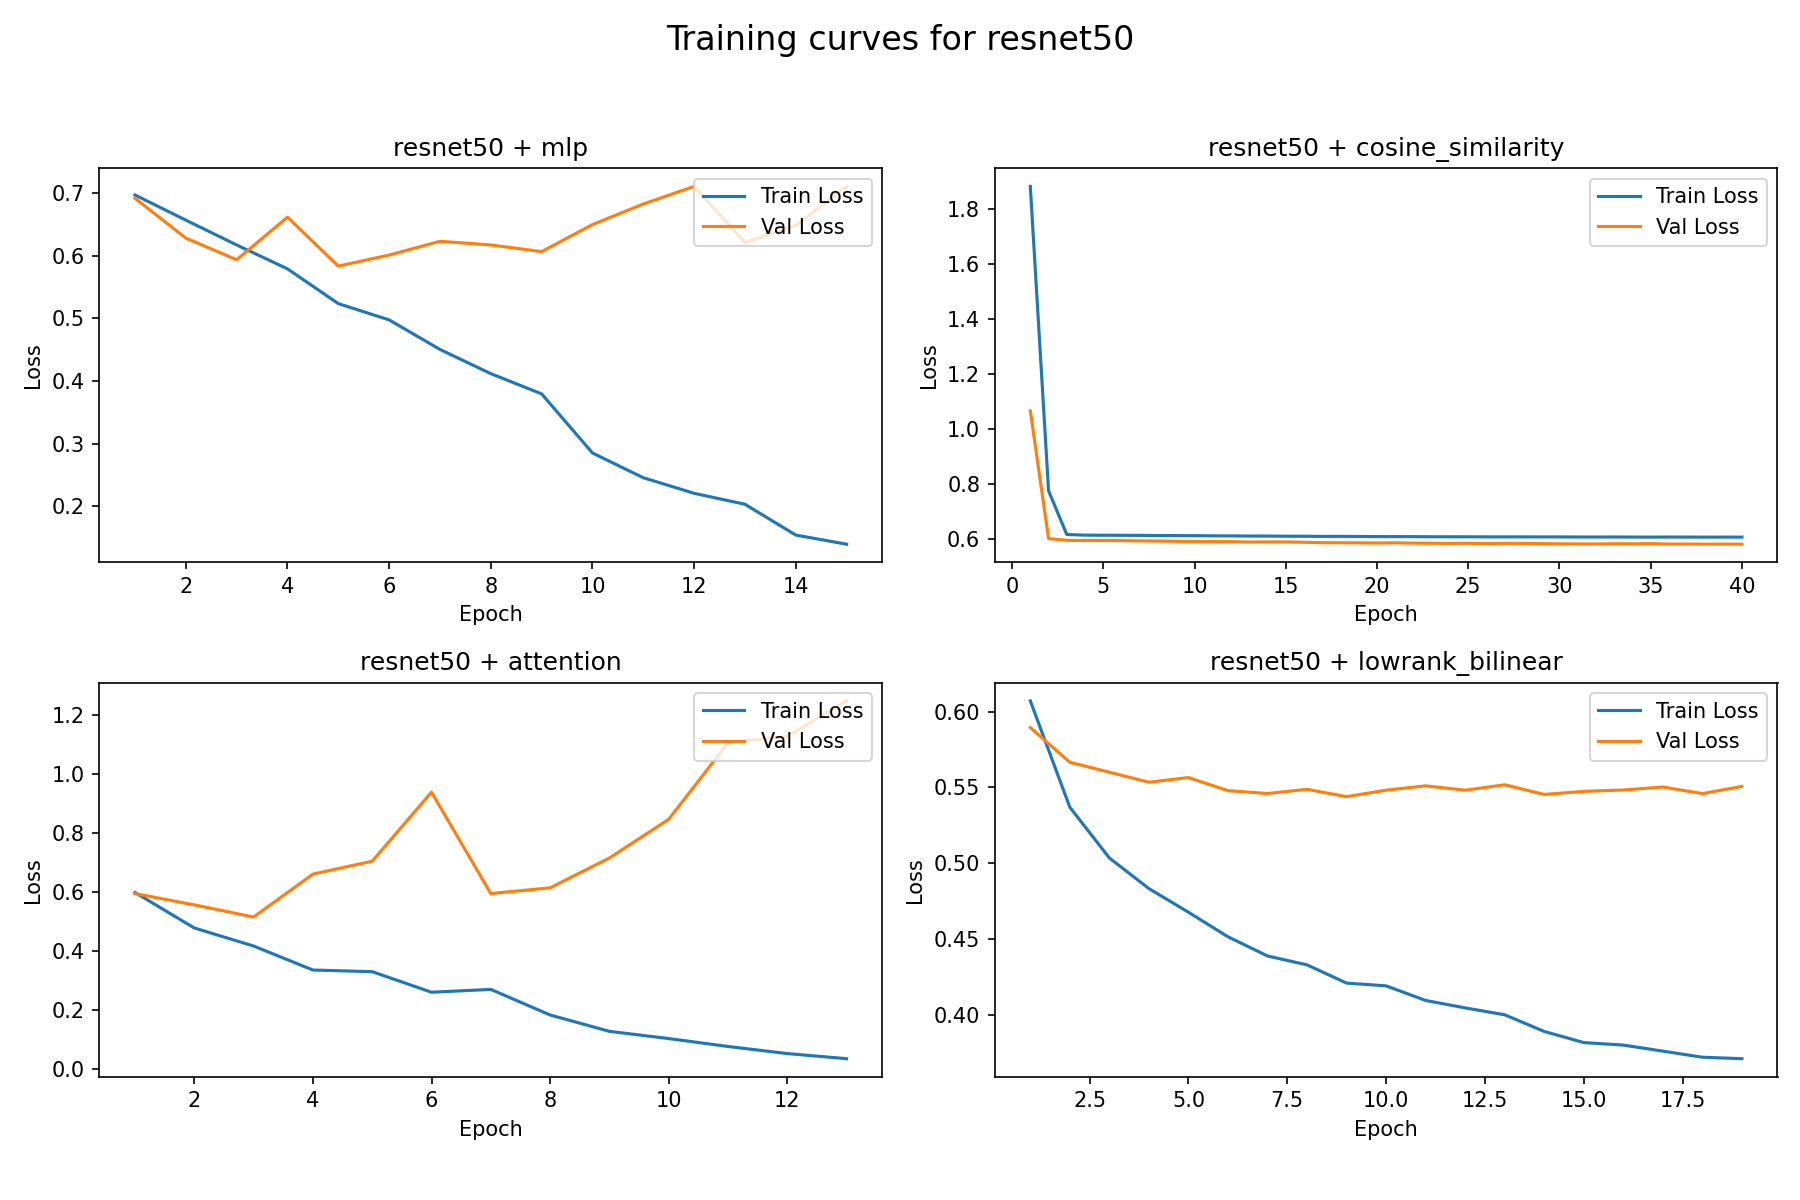 Training curves for resnet50
resnet50 + mlp
0.7
0.6
0.5
0.4
0.3
0.2
Loss
Train Loss
Val Loss
2 4 6 8 10 12 14
Epoch
resnet50 + cosine_similarity
1.8
1.6
1.4
1.2
1.0
0.8
0.6
Loss
Train Loss
Val Loss
0 5 10 15 20 25 30 35 40
Epoch
resnet50 + attention
1.2
1.0
0.8
0.6
0.4
0.2
0.0
Loss
Train Loss
Val Loss
2 4 6 8 10 12
Epoch
resnet50 + lowrank_bilinear
0.60
0.55
0.50
0.45
0.40
Loss
Train Loss
Val Loss
2.5 5.0 7.5 10.0 12.5 15.0 17.5
Epoch